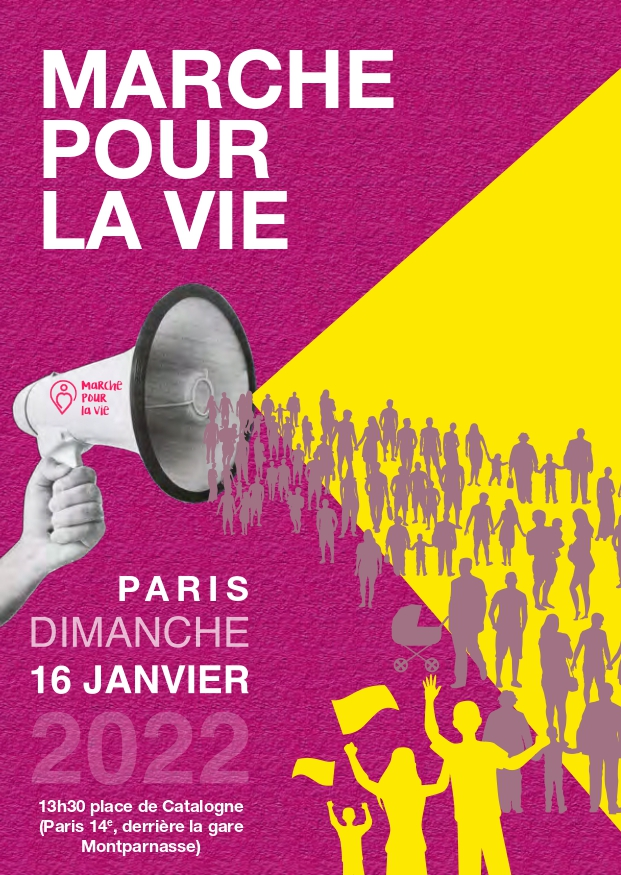 MARCHE
POUR
LA VIE
marche
pour
la vie
PARIS
DIMANCHE
16 JANVIER
2022
13h30 place de Catalogne
(Paris 14e, derrière la gare
Montparnasse)